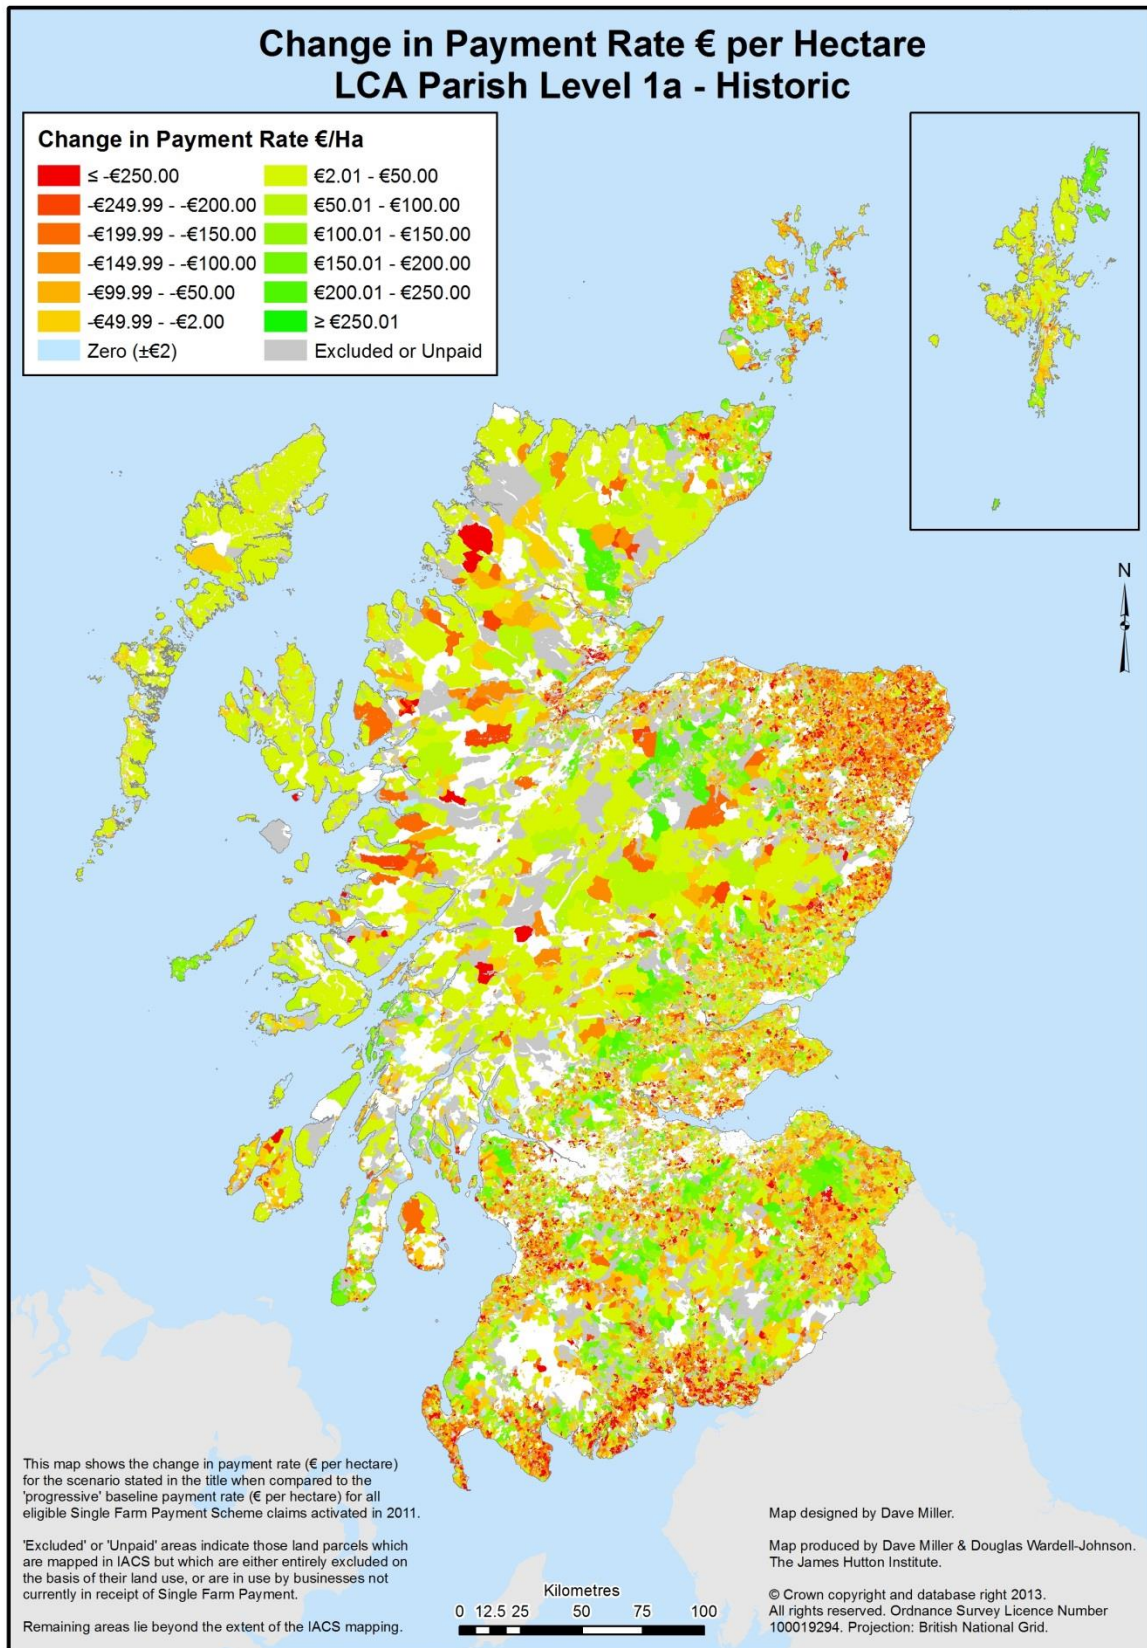 Change in Payment Rate € per Hectare
LCA Parish Level 1a - Historic
Change in Payment Rate €/Ha
≤ -€250.00
-€249.99 - -€200.00
-€199.99 - -€150.00
-€149.99 - -€100.00
-€99.99 - -€50.00
-€49.99 - -€2.00
Zero (±€2)
€2.01 - €50.00
€50.01 - €100.00
€100.01 - €150.00
€150.01 - €200.00
€200.01 - €250.00
≥ €250.01
Excluded or Unpaid
N
This map shows the change in payment rate (€ per hectare)
for the scenario stated in the title when compared to the
'progressive' baseline payment rate (€ per hectare) for all
eligible Single Farm Payment Scheme claims activated in 2011.
'Excluded' or 'Unpaid' areas indicate those land parcels which
are mapped in IACS but which are either entirely excluded on
the basis of their land use, or are in use by businesses not
currently in receipt of Single Farm Payment.
Remaining areas lie beyond the extent of the IACS mapping.
Kilometres
0 12.5 25 50 75 100
Map designed by Dave Miller.
Map produced by Dave Miller & Douglas Wardell-Johnson.
The James Hutton Institute.
© Crown copyright and database right 2013.
All rights reserved. Ordnance Survey Licence Number
100019294. Projection: British National Grid.